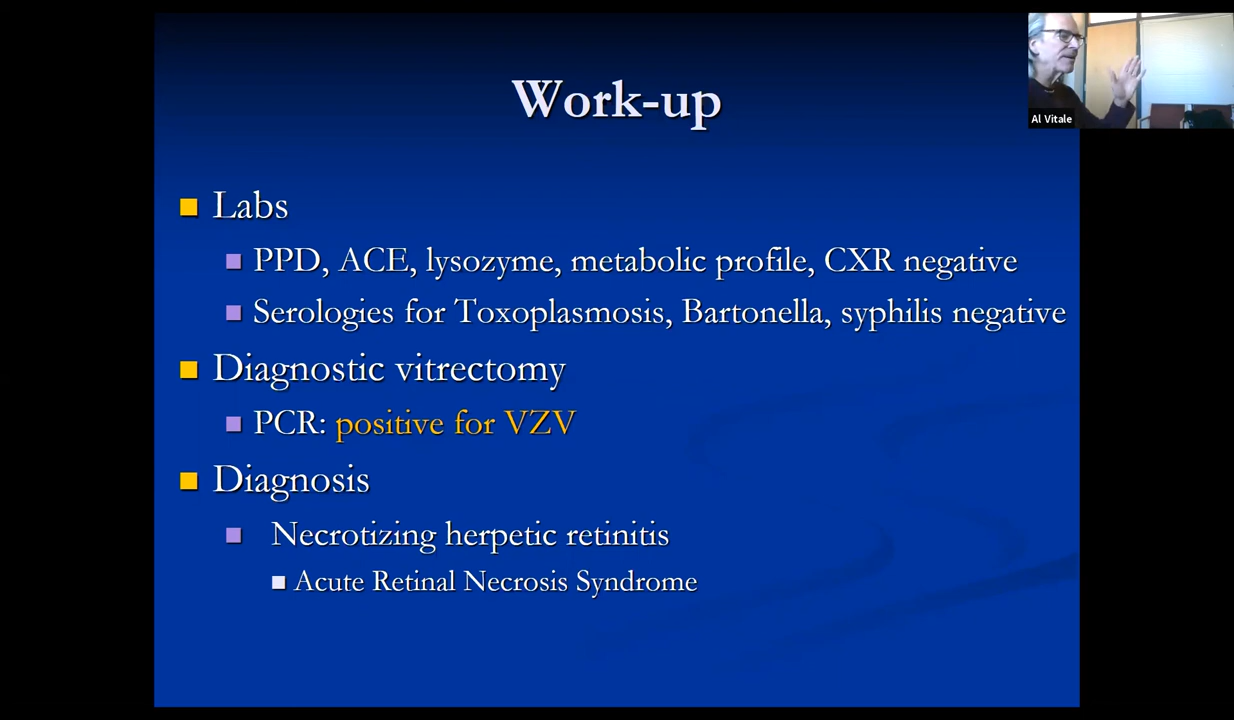 Work-up
Al Vitale
Labs
PPD, ACE, lysozyme, metabolic profile, CXR negative
Serologies for Toxoplasmosis, Bartonella, syphilis negative
Diagnostic vitrectomy
PCR: positive for VZV
Diagnosis
Necrotizing herpetic retinitis
Acute Retinal Necrosis Syndrome